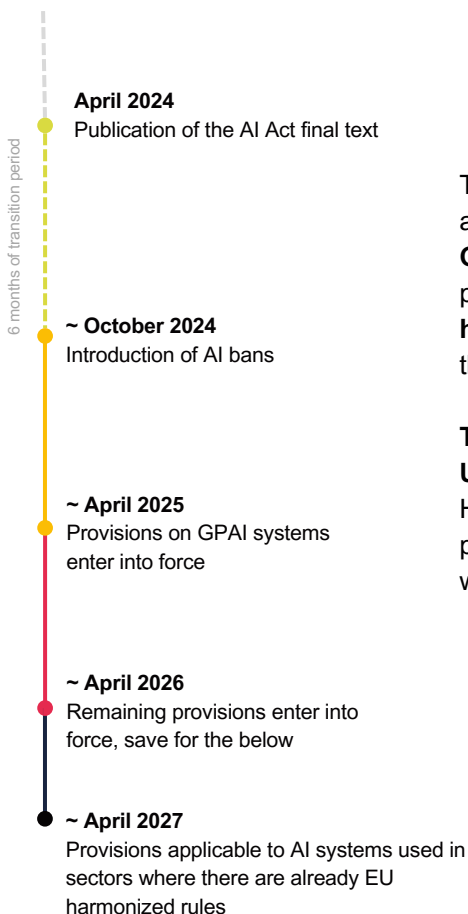 April 2024
Publication of the AI Act final text
6 months of transition period
~ October 2024
Introduction of AI bans
~ April 2025
Provisions on GPAI systems
enter into force
~ April 2026
Remaining provisions enter into
force, save for the below
~ April 2027
Provisions applicable to AI systems used in
sectors where there are already EU
harmonized rules